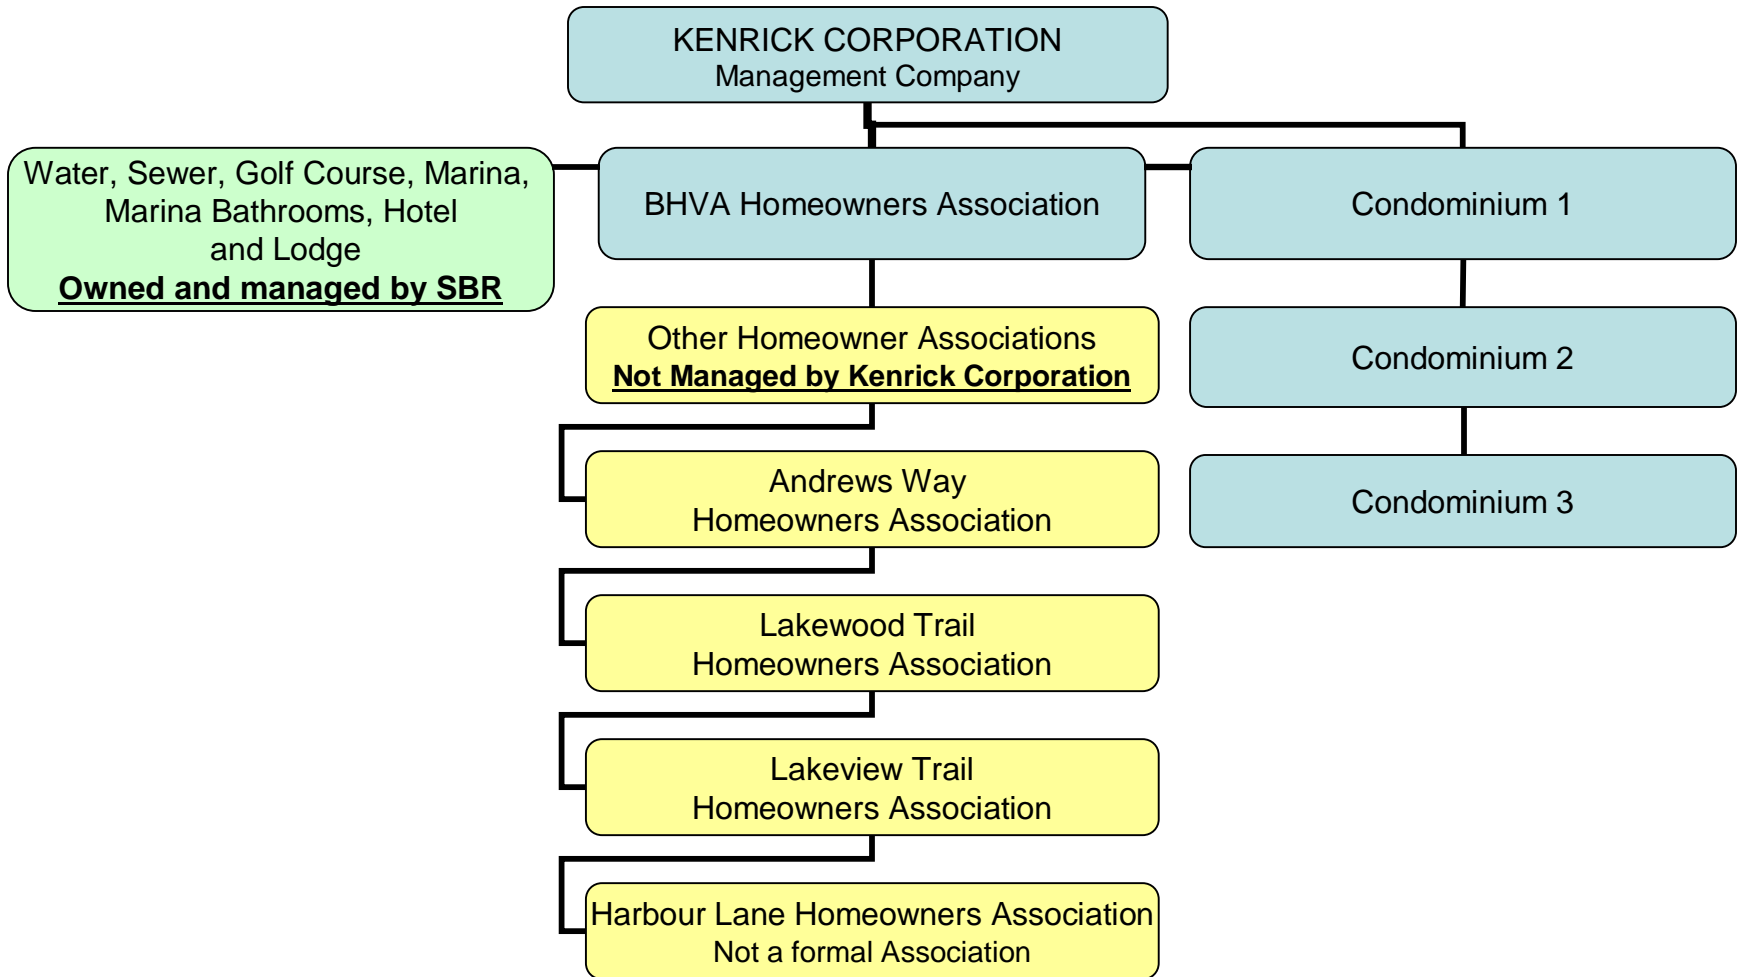 KENRICK CORPORATION
Management Company
Water, Sewer, Golf Course, Marina,
Marina Bathrooms, Hotel
and Lodge
Owned and managed by SBR
BHVA Homeowners Association
Condominium 1
Other Homeowner Associations
Not Managed by Kenrick Corporation
Condominium 2
Andrews Way
Homeowners Association
Condominium 3
Lakewood Trail
Homeowners Association
Lakeview Trail
Homeowners Association
Harbour Lane Homeowners Association
Not a formal Association